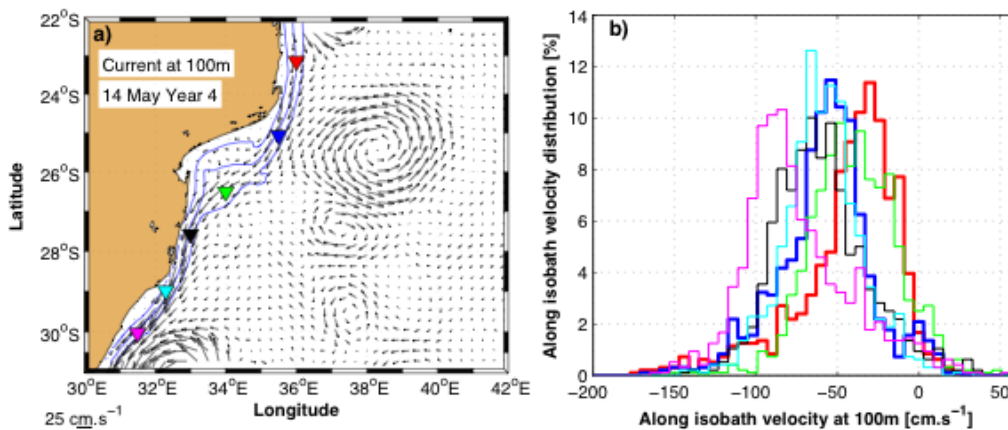 a)
Current at 100m
14 May Year 4
22°S
24°S
26°S
28°S
30°S
Latitude
30°E 32°E 34°E 36°E 38°E 40°E 42°E
Longitude
25 cm.s⁻¹
b)
Along isobath velocity distribution [%]
14
12
10
8
6
4
2
0
−200 −150 −100 −50 0 50
Along isobath velocity at 100m [cm.s⁻¹]